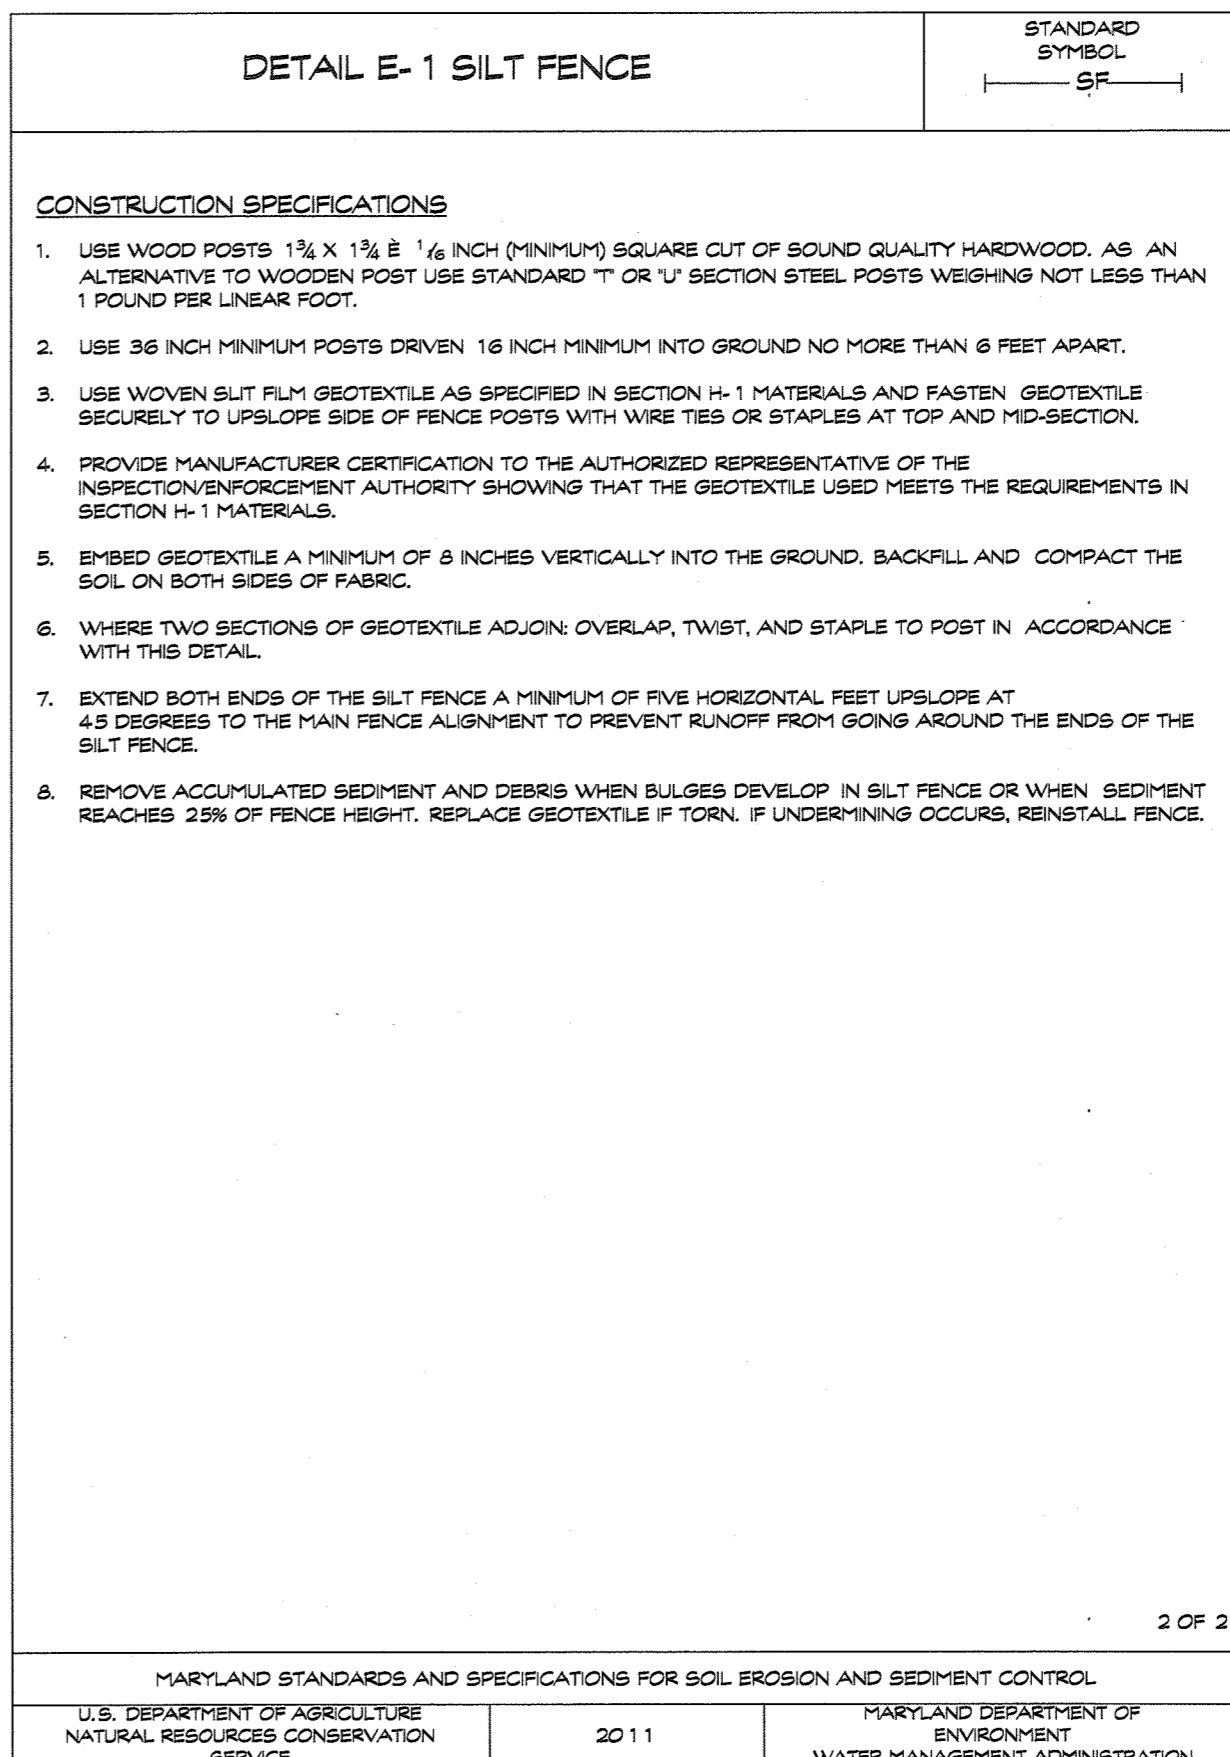 DETAIL E-1 SILT FENCE
STANDARD
SYMBOL
SF
CONSTRUCTION SPECIFICATIONS
1. USE WOOD POSTS 1¾ X 1¾ È 1/6 INCH (MINIMUM) SQUARE CUT OF SOUND QUALITY HARDWOOD. AS AN
ALTERNATIVE TO WOODEN POST USE STANDARD "T" OR "U" SECTION STEEL POSTS WEIGHING NOT LESS THAN
1 POUND PER LINEAR FOOT.
2. USE 36 INCH MINIMUM POSTS DRIVEN 16 INCH MINIMUM INTO GROUND NO MORE THAN 6 FEET APART.
3. USE WOVEN SLIT FILM GEOTEXTILE AS SPECIFIED IN SECTION H-1 MATERIALS AND FASTEN GEOTEXTILE
SECURELY TO UPSLOPE SIDE OF FENCE POSTS WITH WIRE TIES OR STAPLES AT TOP AND MID-SECTION.
4. PROVIDE MANUFACTURER CERTIFICATION TO THE AUTHORIZED REPRESENTATIVE OF THE
INSPECTION/ENFORCEMENT AUTHORITY SHOWING THAT THE GEOTEXTILE USED MEETS THE REQUIREMENTS IN
SECTION H-1 MATERIALS.
5. EMBED GEOTEXTILE A MINIMUM OF 8 INCHES VERTICALLY INTO THE GROUND. BACKFILL AND COMPACT THE
SOIL ON BOTH SIDES OF FABRIC.
6. WHERE TWO SECTIONS OF GEOTEXTILE ADJOIN: OVERLAP, TWIST, AND STAPLE TO POST IN ACCORDANCE
WITH THIS DETAIL.
7. EXTEND BOTH ENDS OF THE SILT FENCE A MINIMUM OF FIVE HORIZONTAL FEET UPSLOPE AT
45 DEGREES TO THE MAIN FENCE ALIGNMENT TO PREVENT RUNOFF FROM GOING AROUND THE ENDS OF THE
SILT FENCE.
8. REMOVE ACCUMULATED SEDIMENT AND DEBRIS WHEN BULGES DEVELOP IN SILT FENCE OR WHEN SEDIMENT
REACHES 25% OF FENCE HEIGHT. REPLACE GEOTEXTILE IF TORN. IF UNDERMINING OCCURS, REINSTALL FENCE.
2 OF 2
MARYLAND STANDARDS AND SPECIFICATIONS FOR SOIL EROSION AND SEDIMENT CONTROL
U.S. DEPARTMENT OF AGRICULTURE
NATURAL RESOURCES CONSERVATION
SERVICE
2011
MARYLAND DEPARTMENT OF
ENVIRONMENT
WATER MANAGEMENT ADMINISTRATION